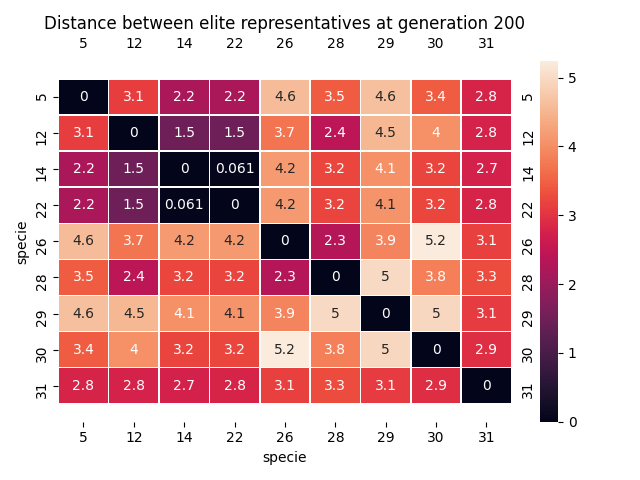 Distance between elite representatives at generation 200
5 12 14 22 26 28 29 30 31
5 0 3.1 2.2 2.2 4.6 3.5 4.6 3.4 2.8 5
12 3.1 0 1.5 1.5 3.7 2.4 4.5 4 2.8 12
14 2.2 1.5 0 0.061 4.2 3.2 4.1 3.2 2.7 14
22 2.2 1.5 0.061 0 4.2 3.2 4.1 3.2 2.8 22
26 4.6 3.7 4.2 4.2 0 2.3 3.9 5.2 3.1 26
28 3.5 2.4 3.2 3.2 2.3 0 5 3.8 3.3 28
29 4.6 4.5 4.1 4.1 3.9 5 0 5 3.1 29
30 3.4 4 3.2 3.2 5.2 3.8 5 0 2.9 30
31 2.8 2.8 2.7 2.8 3.1 3.3 3.1 2.9 0 31
5 12 14 22 26 28 29 30 31
specie
specie
5
4
3
2
1
0